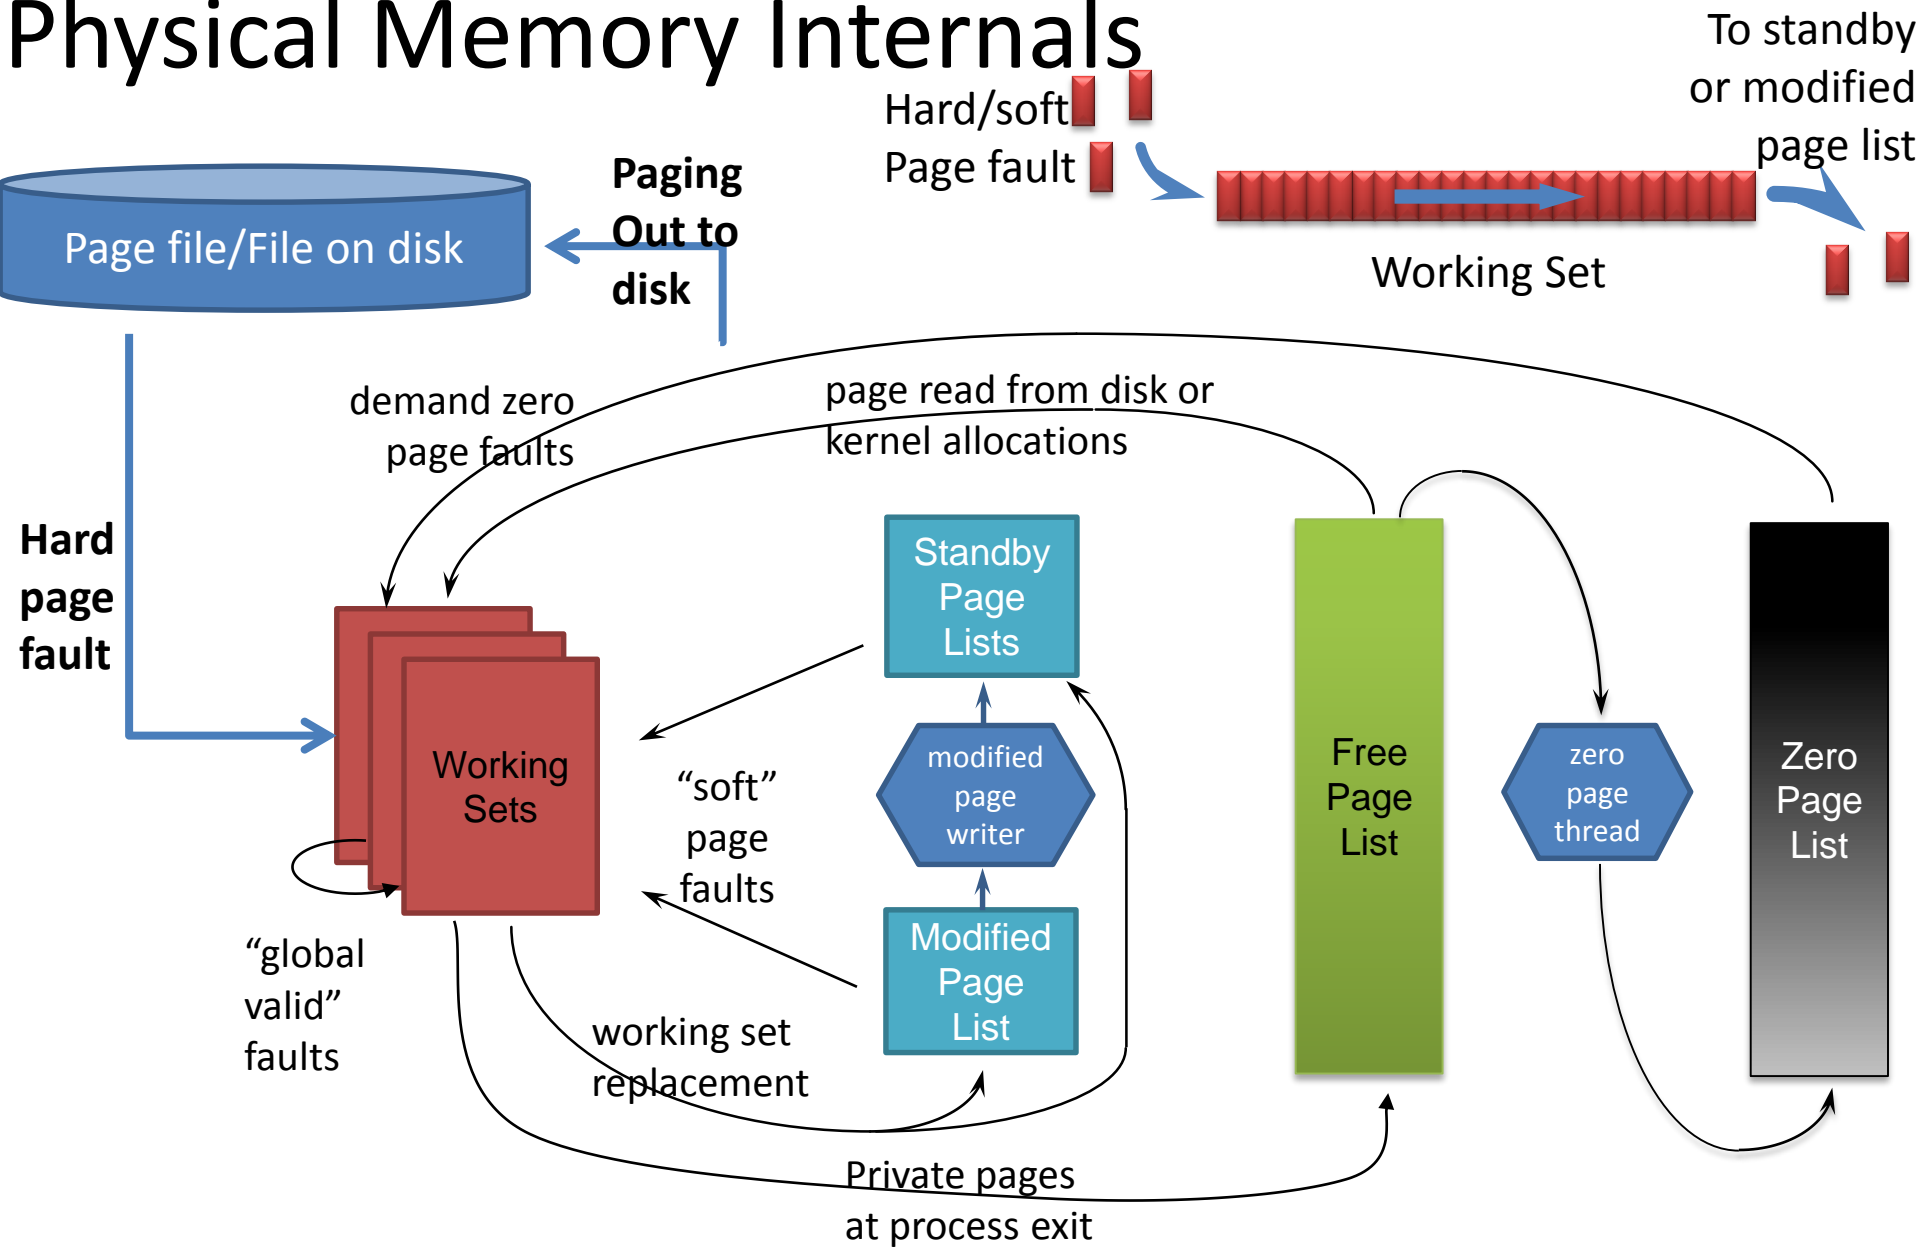 Physical Memory Internals
To standby
or modified
page list
Hard/soft
Page fault
Working Set
Paging
Out to
disk
Page file/File on disk
demand zero
page faults
page read from disk or
kernel allocations
Hard
page
fault
Standby
Page
Lists
Working
Sets
"soft"
page
faults
modified
page
writer
Free
Page
List
zero
page
thread
Zero
Page
List
Modified
Page
List
“global
valid”
faults
working set
replacement
Private pages
at process exit